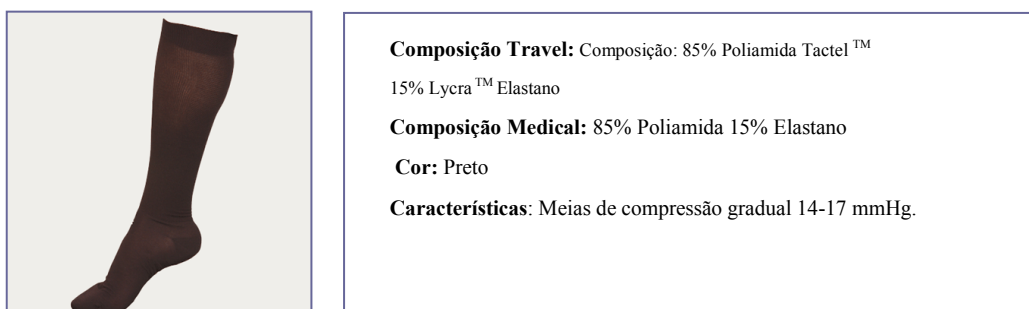 Composição Travel: Composição: 85% Poliamida Tactel ™
15% Lycra ™ Elastano
Composição Medical: 85% Poliamida 15% Elastano
Cor: Preto
Características: Meias de compressão gradual 14-17 mmHg.